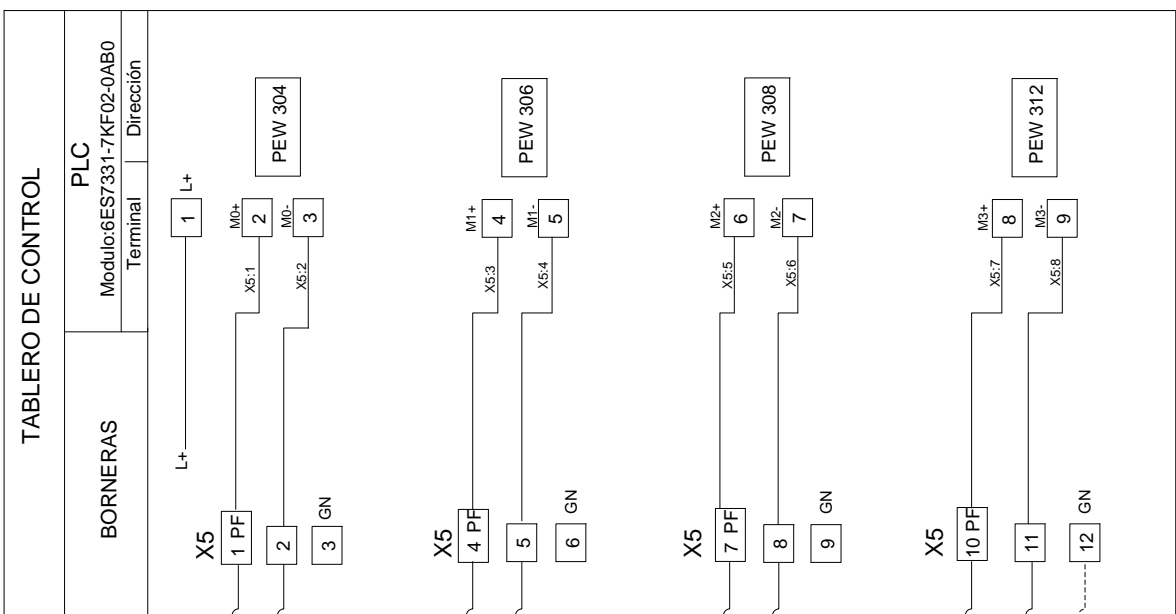 TABLERO DE CONTROL
BORNERAS
PLC
Modulo:6ES7331-7KF02-0AB0
Terminal
Dirección
L+
1
L+
X5
1 PF
X5:1
M0+
2
PEW 304
2
X5:2
M0-
3
3
GN
X5
4 PF
X5:3
M1+
4
PEW 306
5
X5:4
M1-
5
6
GN
X5
7 PF
X5:5
M2+
6
PEW 308
8
X5:6
M2-
7
9
GN
X5
10 PF
X5:7
M3+
8
PEW 312
11
X5:8
M3-
9
12
GN